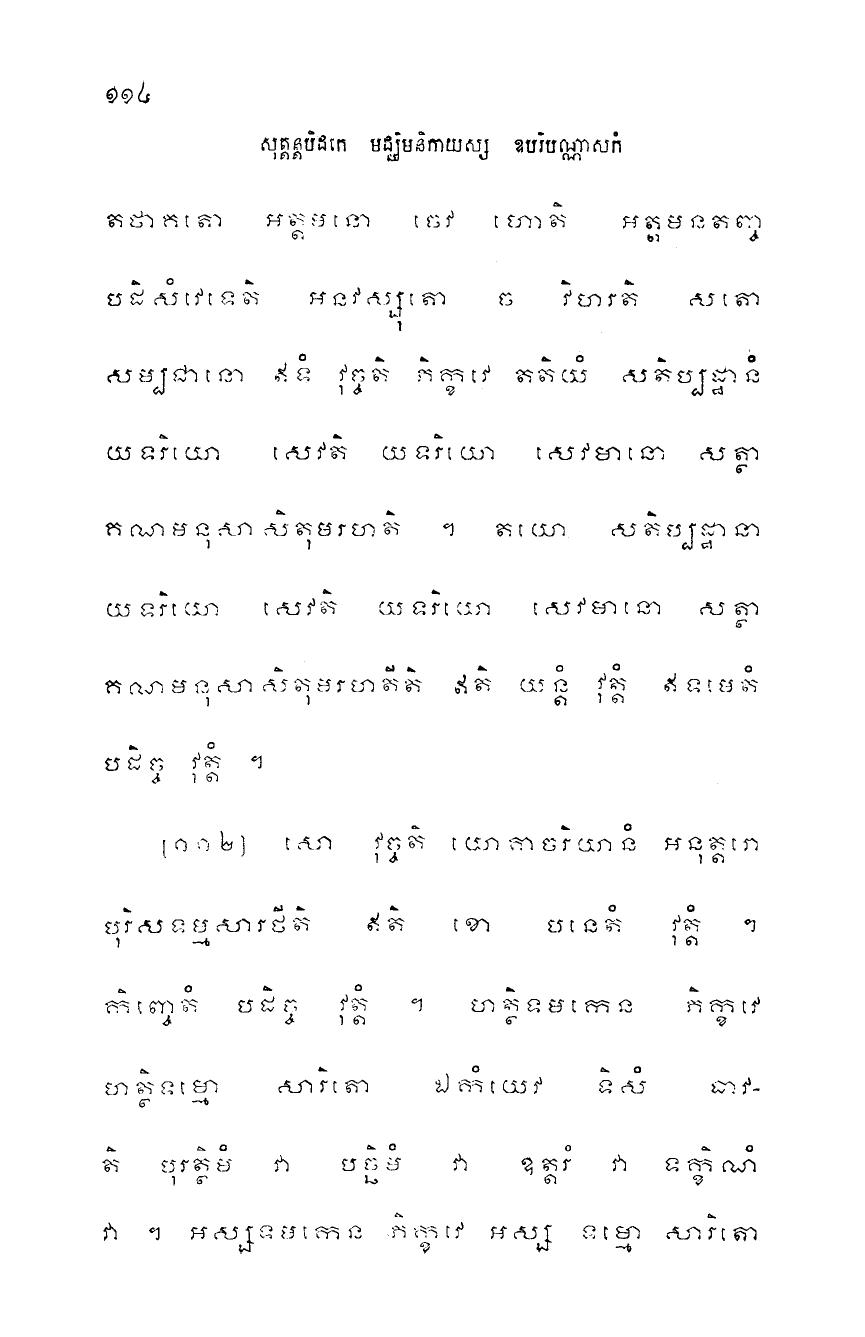 ១១៤
សុត្តន្តបិដកេ មជ្ឈិមនិកាយស្ស ឧបរិបណ្ណាសកំ
តថាគតោ អត្តមនោ ចេវ ហោតិ អត្តមនតញ្ច
បដិសំវេទេតិ អនវស្សុតោ ច វិហរតិ សតោ
សម្បជានោ ឥទំ វុច្ចតិ ភិក្ខវេ តតិយំ សតិប្បដ្ឋានំ
យទរិយោ សេវតិ យទរិយោ សេវមានោ សត្ថា
គណមនុសាសិតុមរហតិ ។ តយោ សតិប្បដ្ឋានា
យទរិយោ សេវតិ យទរិយោ សេវមានោ សត្ថា
គណមនុសាសិតុមរហតីតិ ឥតិ យន្តំ វុត្តំ ឥទមេតំ
បដិច្ច វុត្តំ ។
[១១២] សោ វុច្ចតិ យោគាចរិយានំ អនុត្តរោ
បុរិសទម្មសារថីតិ ឥតិ ខោ បនេតំ វុត្តំ ។
កិញ្ចេតំ បដិច្ច វុត្តំ ។ ហត្ថិទមកេន ភិក្ខវេ
ហត្ថិទម្មោ សារិតោ ឯកំយេវ ទិសំ ធាវ-
តិ បុរត្ថិមំ វា បច្ឆិមំ វា ឧត្តរំ វា ទក្ខិណំ
វា ។ អស្សទមកេន ភិក្ខវេ អស្ស ទម្មោ សារិតោ